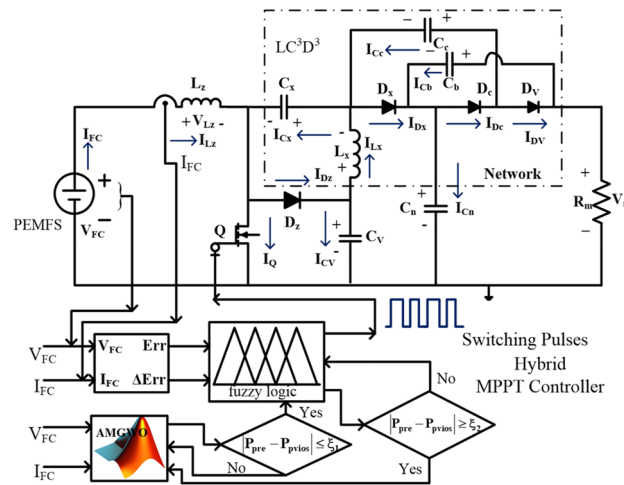 LC³D³
I_Cc
−
+
C_c
−
+
I_Cb
C_b
L_z
C_x
D_x
D_c
D_V
+V_Lz -
I_Lz
-
+
I_Cx
-
L_x
+
I_Lx
I_Dx
I_Dc
I_DV
I_FC
I_FC
I_Dz
Network
+
−
PEMFS
V_FC
D_z
Q
I_Q
I_CV
+
-
C_V
C_n
+
-
I_Cn
+
R_m
−
Switching Pulses
Hybrid
MPPT Controller
V_FC
V_FC
Err
I_FC
I_FC
ΔErr
fuzzy logic
No
Yes
V_FC
AMGWO
|P_pre − P_pvios| ≤ ξ_1
|P_pre − P_pvios| ≥ ξ_2
I_FC
No
Yes